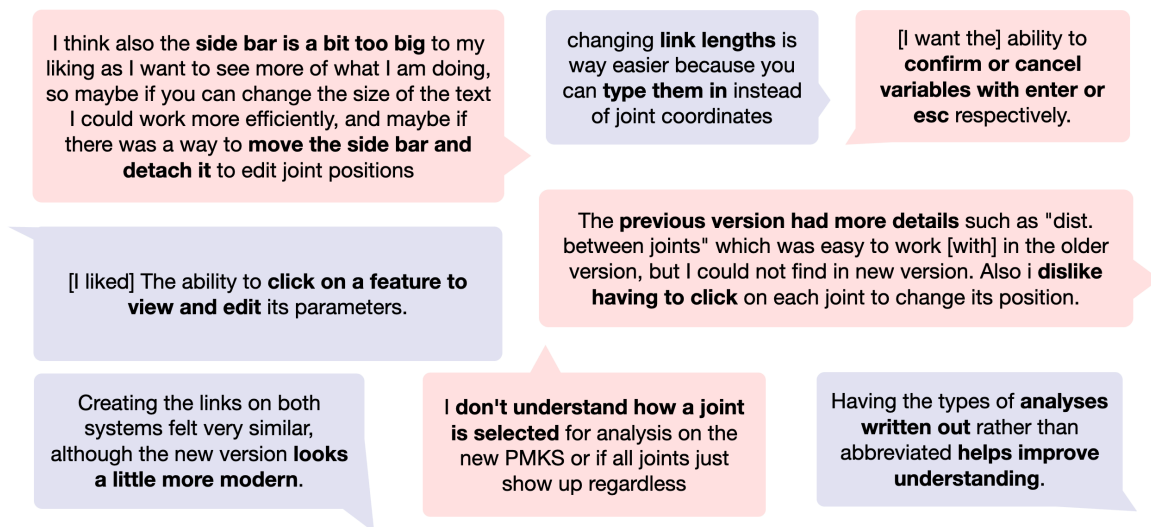 I think also the side bar is a bit too big to my
liking as I want to see more of what I am doing,
so maybe if you can change the size of the text
I could work more efficiently, and maybe if
there was a way to move the side bar and
detach it to edit joint positions
changing link lengths is
way easier because you
can type them in instead
of joint coordinates
[I want the] ability to
confirm or cancel
variables with enter or
esc respectively.
[I liked] The ability to click on a feature to
view and edit its parameters.
The previous version had more details such as "dist.
between joints" which was easy to work [with] in the older
version, but I could not find in new version. Also i dislike
having to click on each joint to change its position.
Creating the links on both
systems felt very similar,
although the new version looks
a little more modern.
I don't understand how a joint
is selected for analysis on the
new PMKS or if all joints just
show up regardless
Having the types of analyses
written out rather than
abbreviated helps improve
understanding.